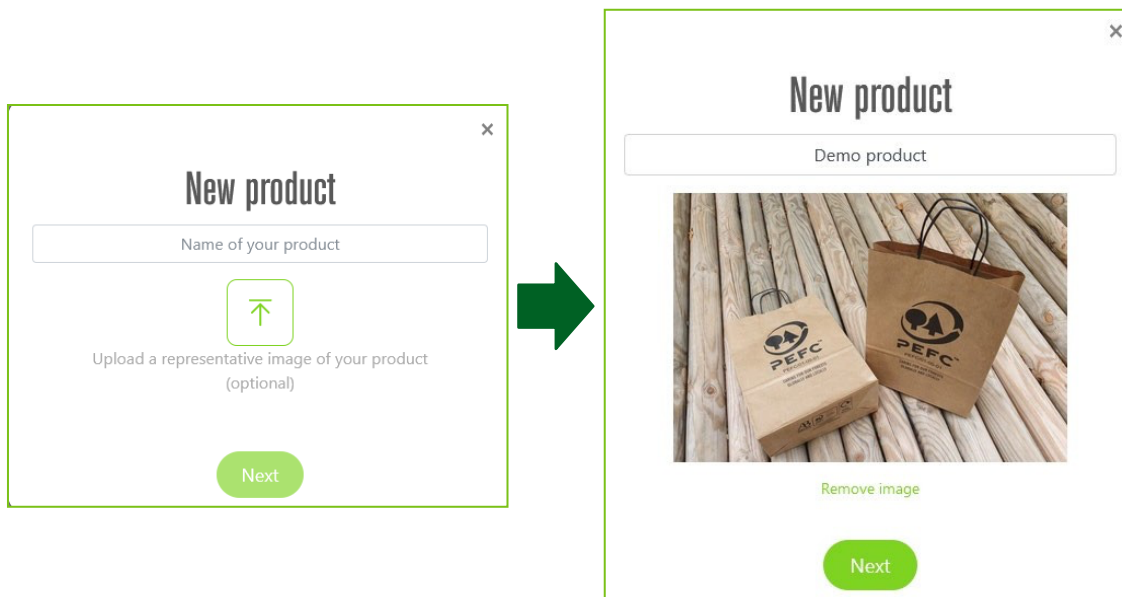 ×
New product
Name of your product
Upload a representative image of your product
(optional)
Next
×
New product
Demo product
PEFC™
PEFC
Remove image
Next